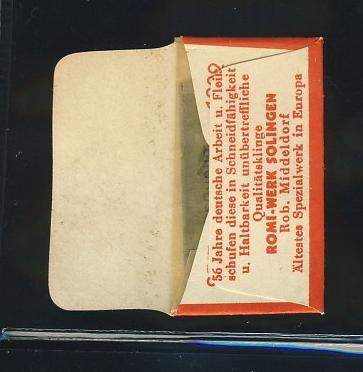 56 Jahre deutsche Arbeit u. Fleiß
schufen diese in Schneidfähigkeit
u. Haltbarkeit unübertreffliche
Qualitätsklinge
ROMI-WERK SOLINGEN
Rob. Middeldorf
Ältestes Spezialwerk in Europa